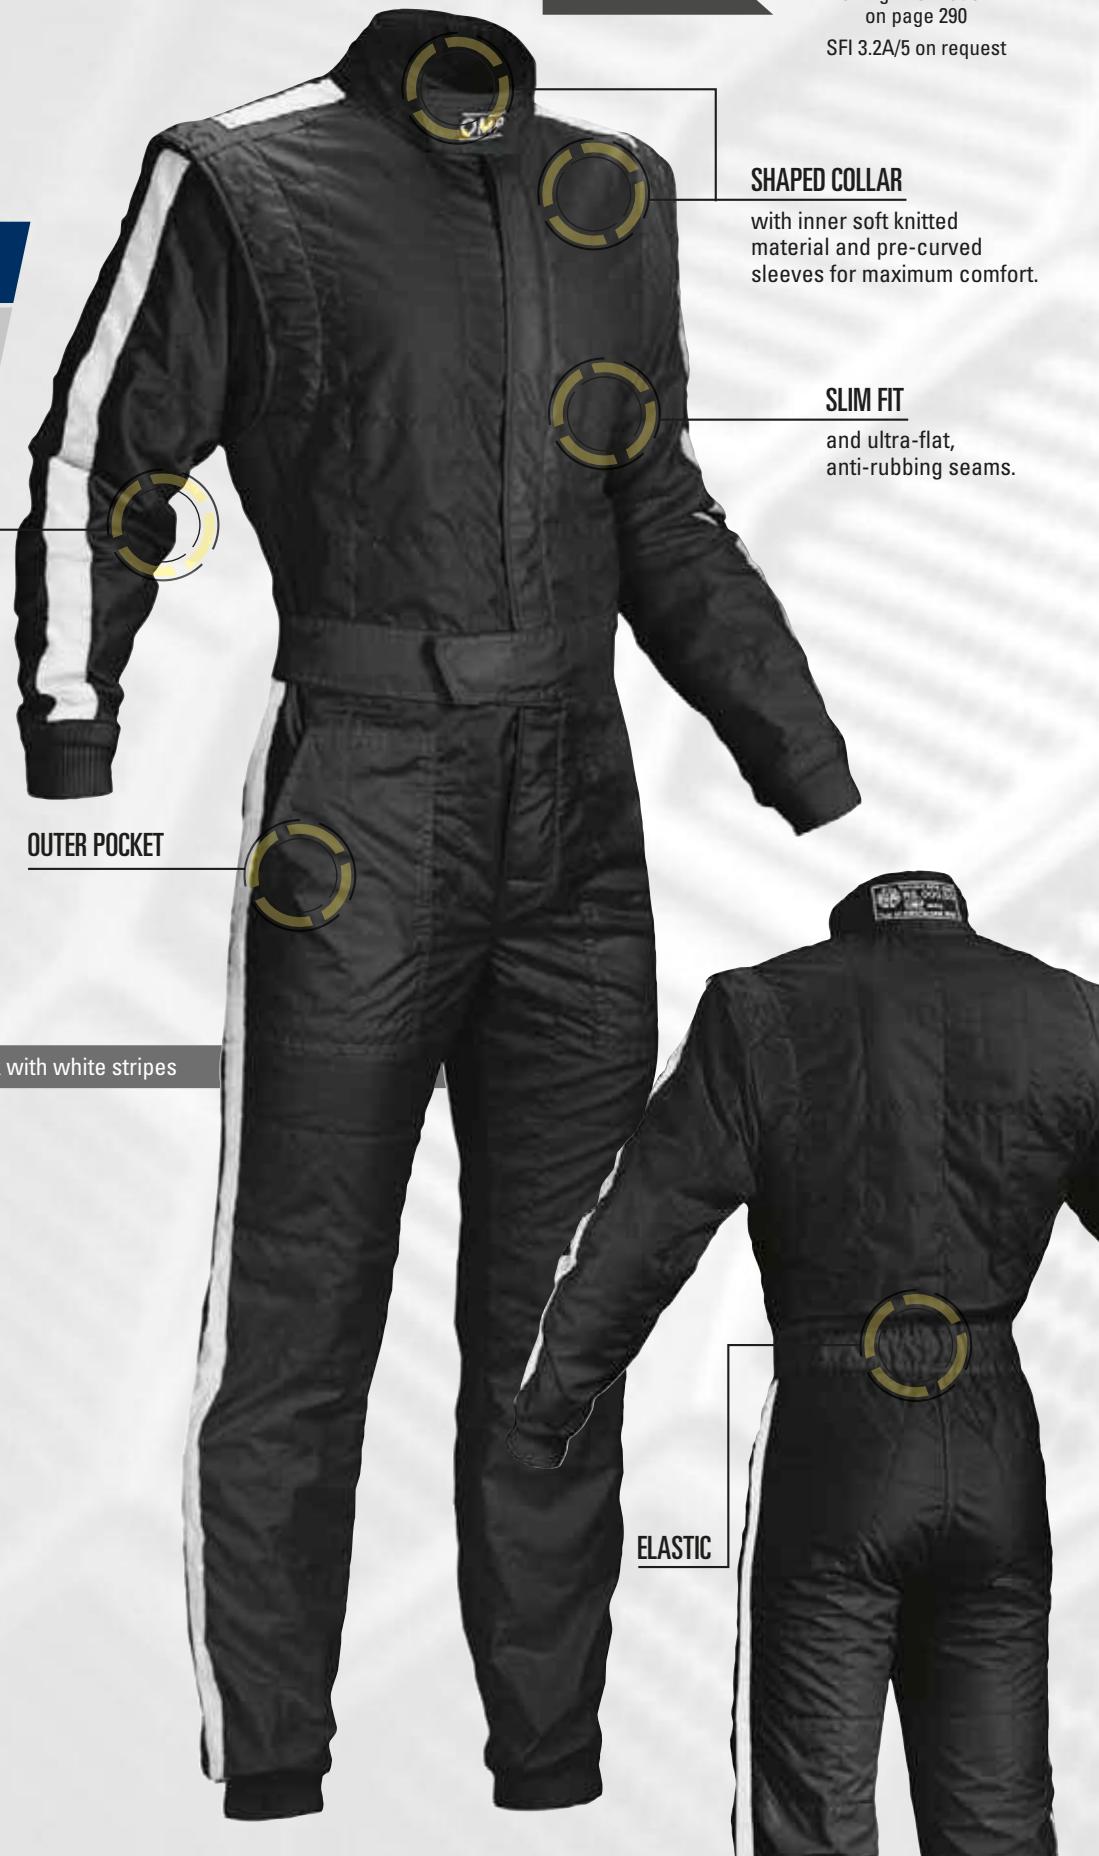 on page 290
SFI 3.2A/5 on request
OMP
SHAPED COLLAR
with inner soft knitted
material and pre-curved
sleeves for maximum comfort.
SLIM FIT
and ultra-flat,
anti-rubbing seams.
OUTER POCKET
with white stripes
ELASTIC